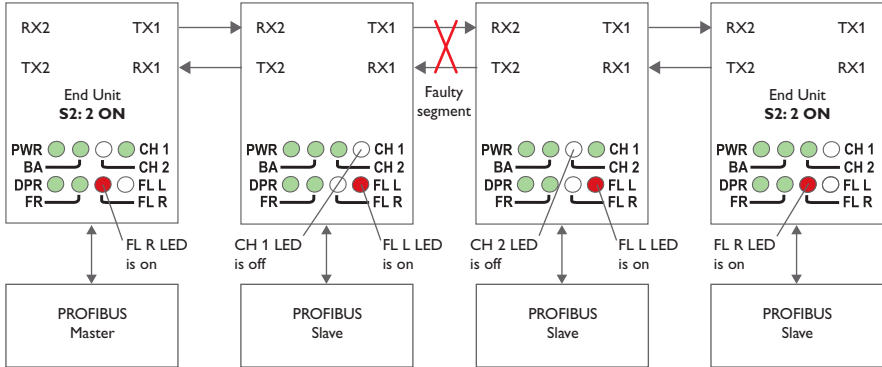 RX2 TX1 RX2 TX1 RX2 TX1 RX2 TX1
TX2 RX1 TX2 RX1 TX2 RX1 TX2 RX1
End Unit
S2: 2 ON
Faulty
segment
End Unit
S2: 2 ON
PWR CH 1 PWR CH 1 PWR CH 1 PWR CH 1
BA CH 2 BA CH 2 BA CH 2 BA CH 2
DPR FL L DPR FL L DPR FL L DPR FL L
FR FL R FR FL R FR FL R FR FL R
FL R LED
is on
CH 1 LED
is off
FL L LED
is on
CH 2 LED
is off
FL L LED
is on
FL R LED
is on
PROFIBUS
Master
PROFIBUS
Slave
PROFIBUS
Slave
PROFIBUS
Slave